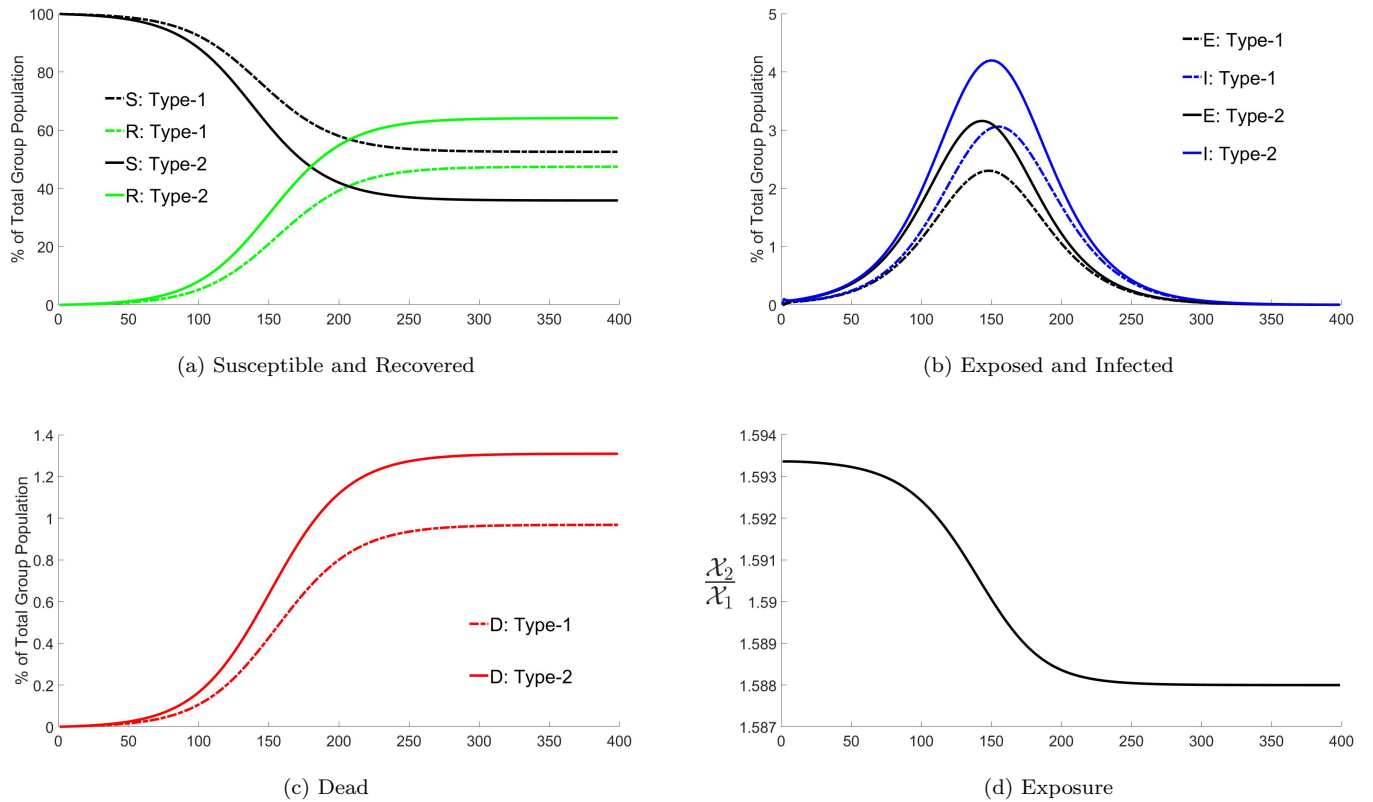 % of Total Group Population
100
80
60
40
20
0
S: Type-1
R: Type-1
S: Type-2
R: Type-2
0 50 100 150 200 250 300 350 400
(a) Susceptible and Recovered
% of Total Group Population
5
4
3
2
1
0
E: Type-1
I: Type-1
E: Type-2
I: Type-2
0 50 100 150 200 250 300 350 400
(b) Exposed and Infected
% of Total Group Population
1.4
1.2
1
0.8
0.6
0.4
0.2
0
D: Type-1
D: Type-2
0 50 100 150 200 250 300 350 400
(c) Dead
𝒳2
𝒳1
1.594
1.593
1.592
1.591
1.59
1.589
1.588
1.587
0 50 100 150 200 250 300 350 400
(d) Exposure